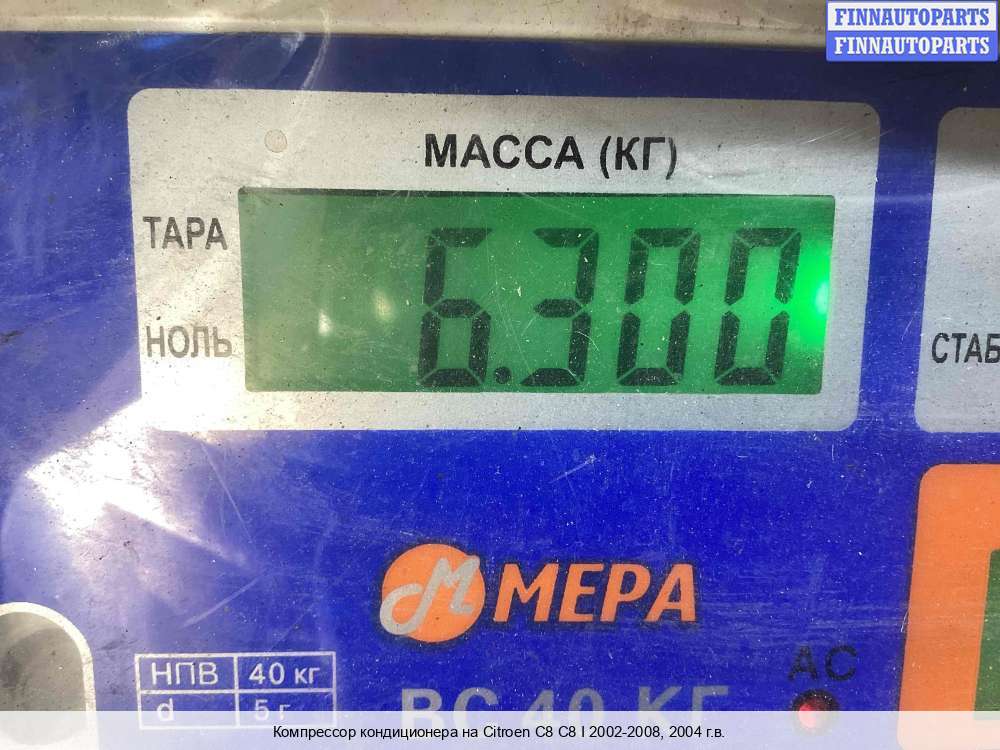 FINNAUTOPARTS
FINNAUTOPARTS
МАССА (КГ)
ТАРА
6.300
НОЛЬ
СТАБ
М МЕРА
НПВ 40 кг
d 5 г
АС
ВС 40 КГ
Компрессор кондиционера на Citroen C8 C8 I 2002-2008, 2004 г.в.